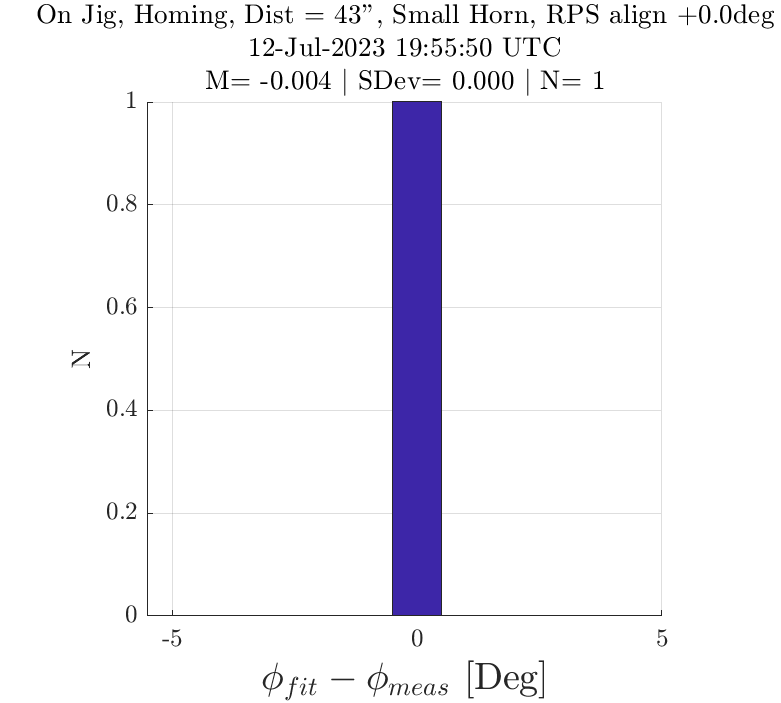 On Jig, Homing, Dist = 43”, Small Horn, RPS align +0.0deg
12-Jul-2023 19:55:50 UTC
M= -0.004 | SDev= 0.000 | N= 1
1
0.8
0.6
0.4
0.2
0
N
-5 0 5
ϕ_fit − ϕ_meas [Deg]